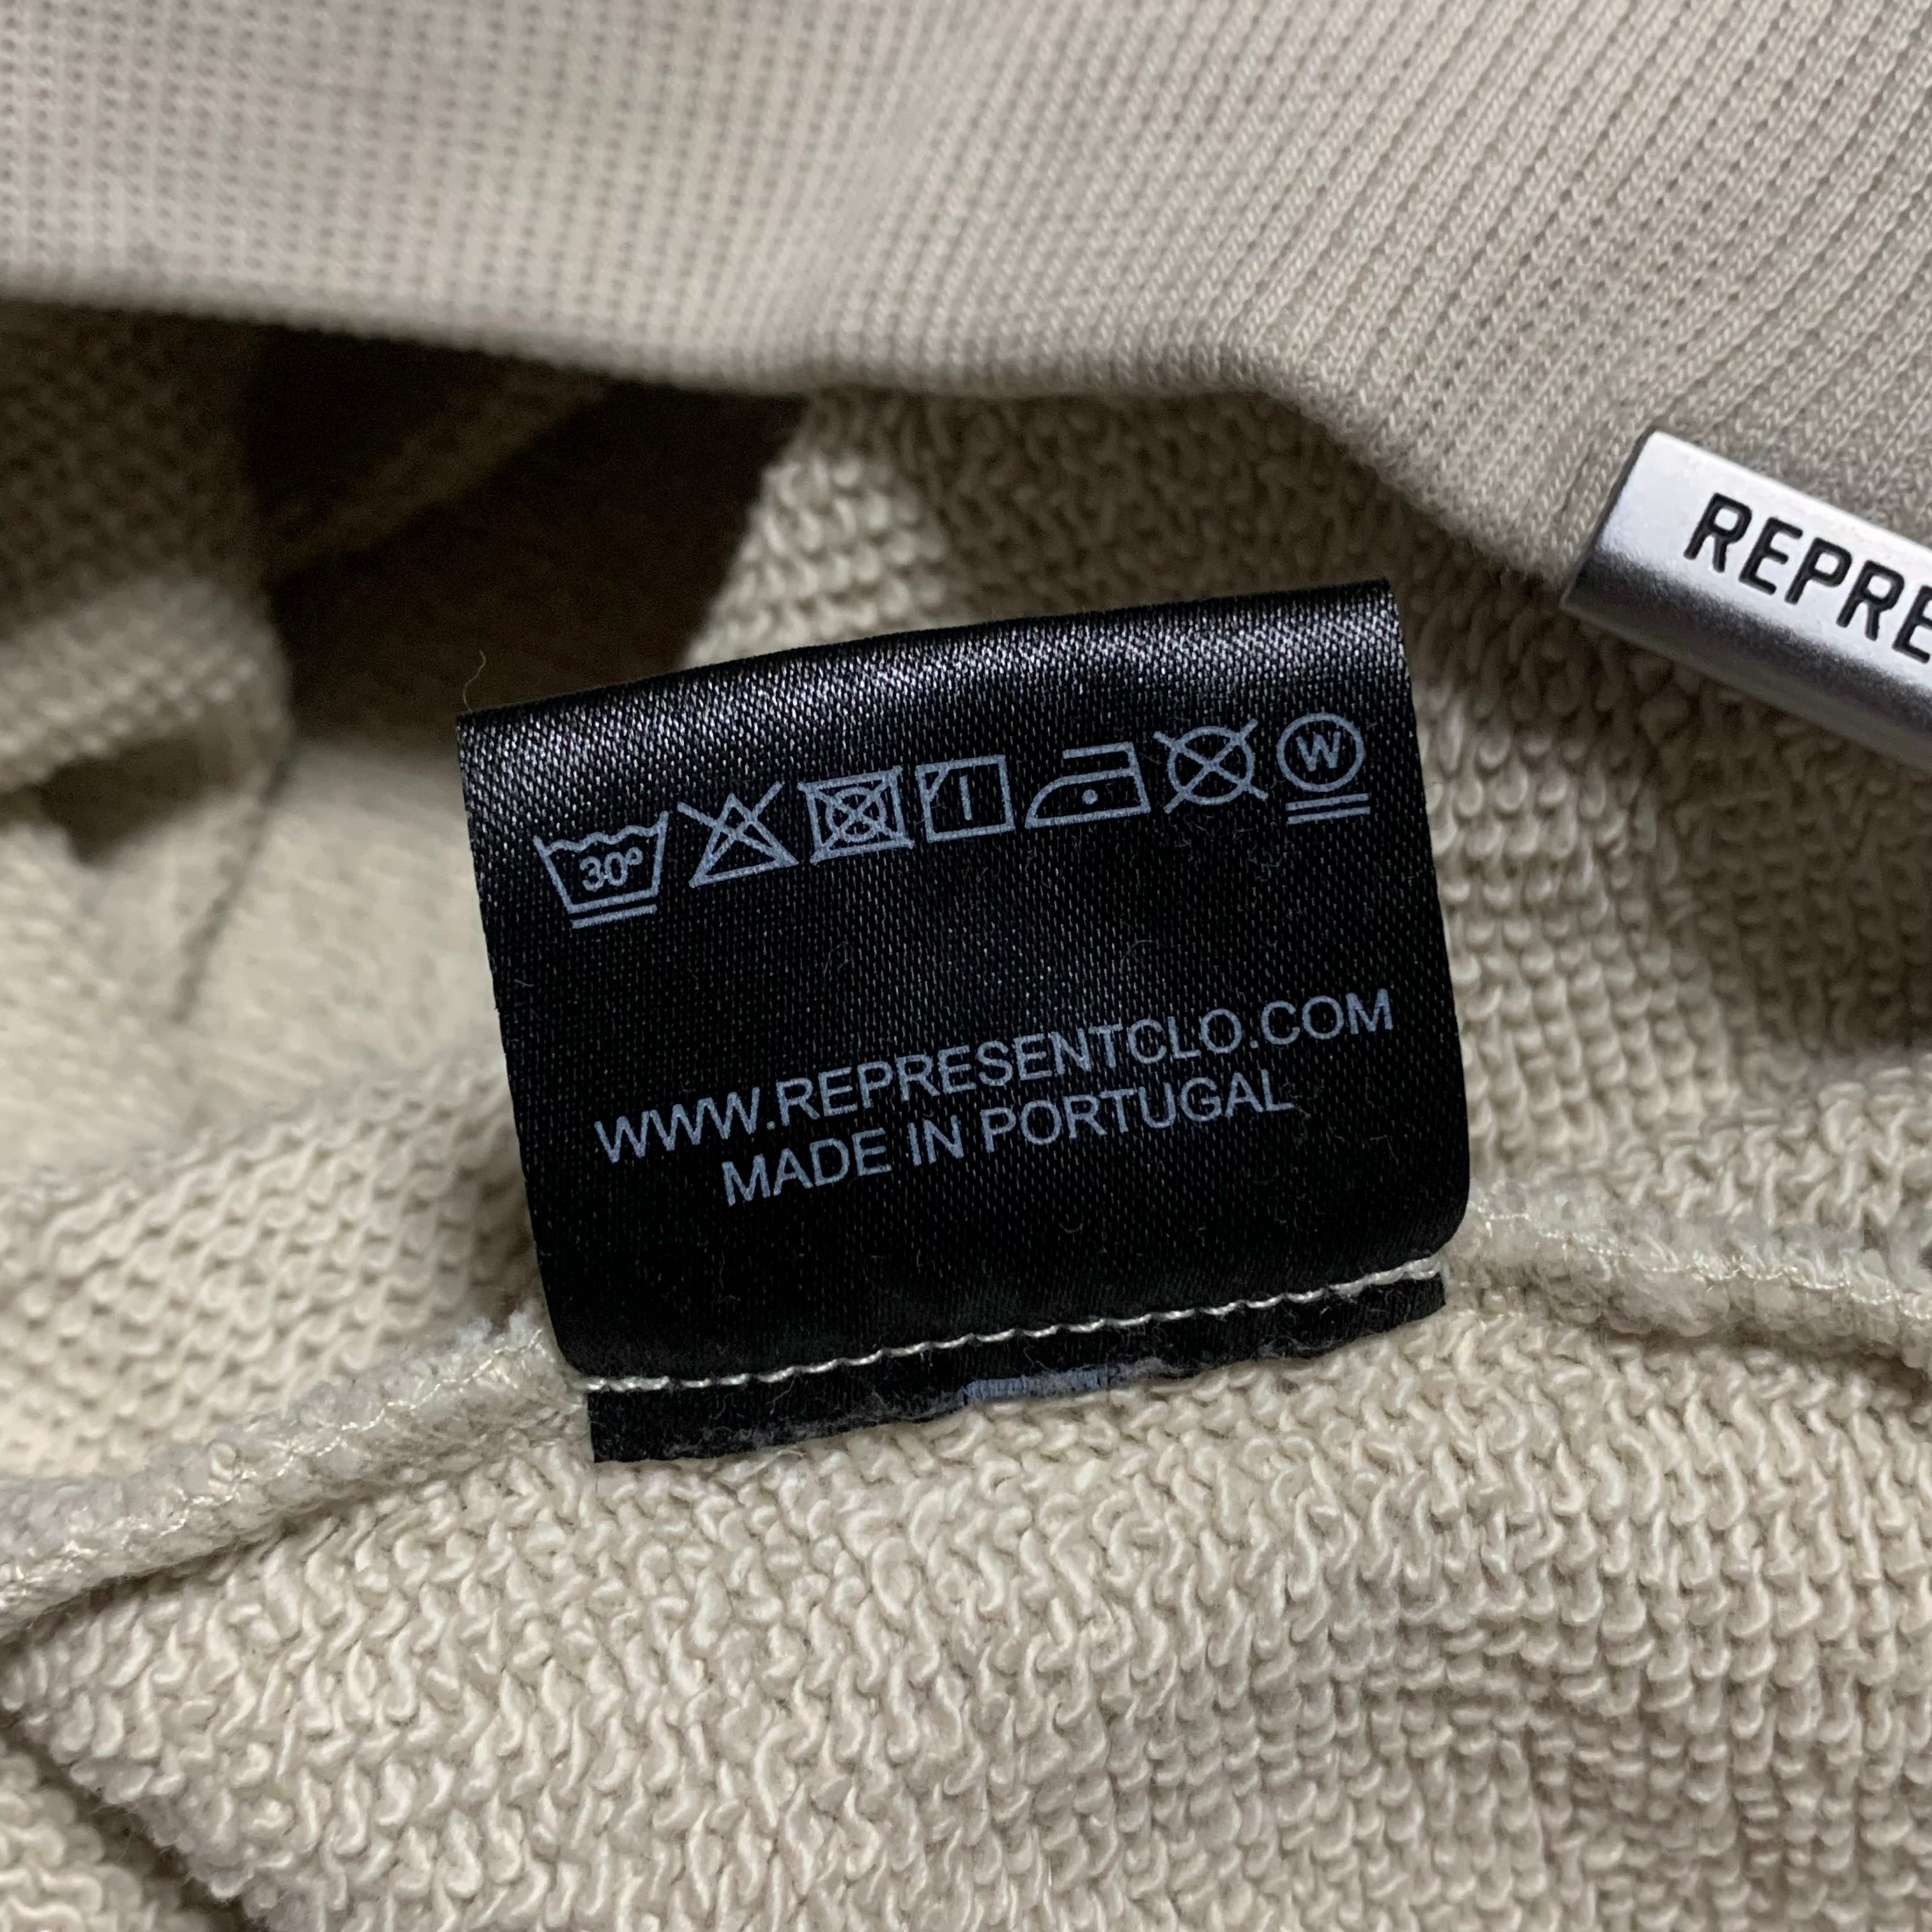 REPRE
30°
W
WWW.REPRESENTCLO.COM
MADE IN PORTUGAL